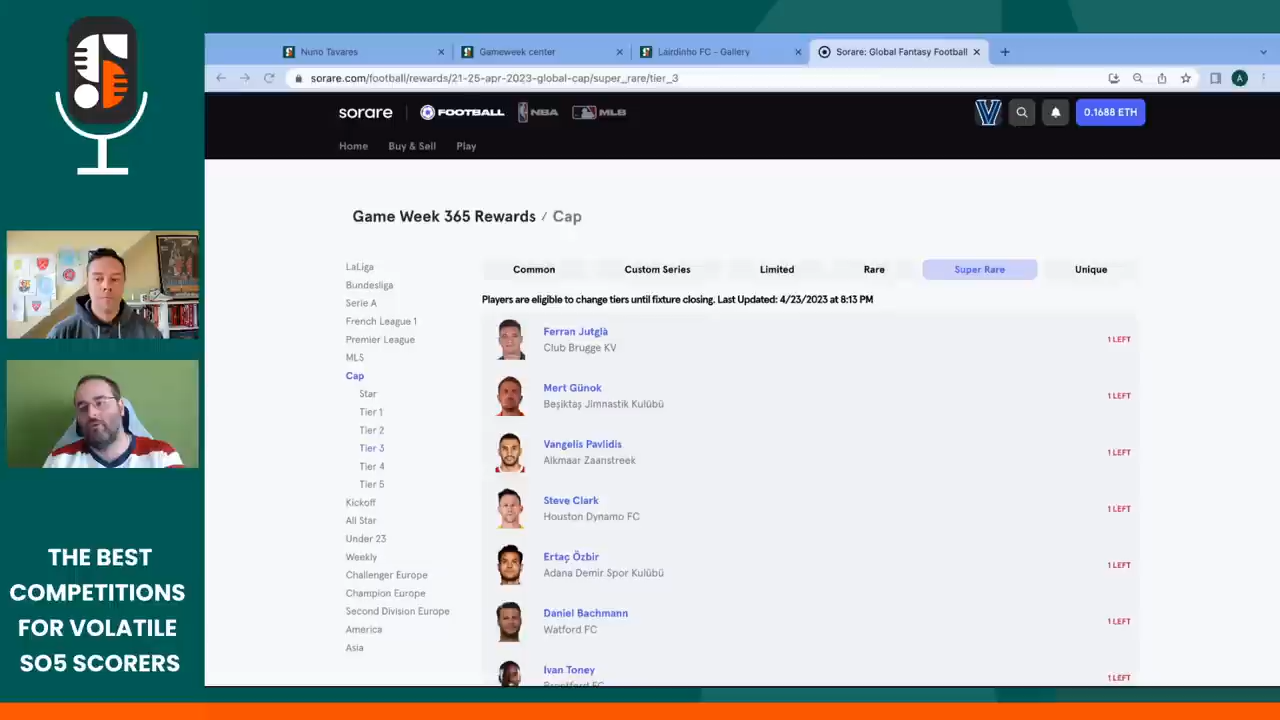 Nuno Tavares
Gameweek center
Lairdinho FC - Gallery
Sorare: Global Fantasy Football
sorare.com/football/rewards/21-25-apr-2023-global-cap/super_rare/tier_3
A
sorare
FOOTBALL
NBA
MLB
0.1688 ETH
Home
Buy & Sell
Play
Game Week 365 Rewards / Cap
LaLiga
Bundesliga
Serie A
French League 1
Premier League
MLS
Cap
Star
Tier 1
Tier 2
Tier 3
Tier 4
Tier 5
Kickoff
All Star
Under 23
Weekly
Challenger Europe
Champion Europe
Second Division Europe
America
Asia
Common
Custom Series
Limited
Rare
Super Rare
Unique
Players are eligible to change tiers until fixture closing. Last Updated: 4/23/2023 at 8:13 PM
Ferran Jutglà
Club Brugge KV
1 LEFT
Mert Günok
Beşiktaş Jimnastik Kulübü
1 LEFT
Vangelis Pavlidis
Alkmaar Zaanstreek
1 LEFT
Steve Clark
Houston Dynamo FC
1 LEFT
Ertaç Özbir
Adana Demir Spor Kulübü
1 LEFT
Daniel Bachmann
Watford FC
1 LEFT
Ivan Toney
Brentford FC
1 LEFT
THE BEST
COMPETITIONS
FOR VOLATILE
SO5 SCORERS